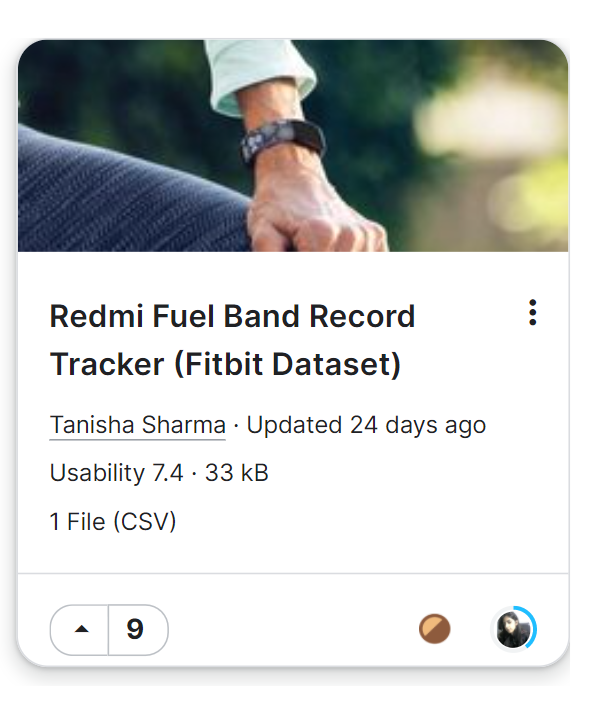 Redmi Fuel Band Record
Tracker (Fitbit Dataset)
Tanisha Sharma · Updated 24 days ago
Usability 7.4 · 33 kB
1 File (CSV)
9